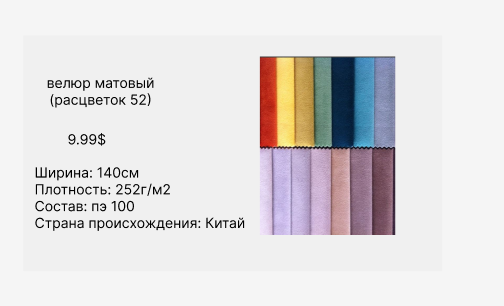 велюр матовый
(расцветок 52)
9.99$
Ширина: 140см
Плотность: 252г/м2
Состав: пэ 100
Страна происхождения: Китай